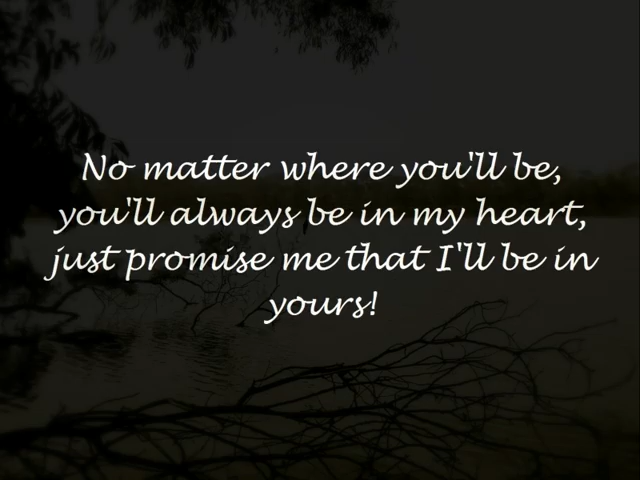 No matter where you'll be,
you'll always be in my heart,
just promise me that I'll be in
yours!